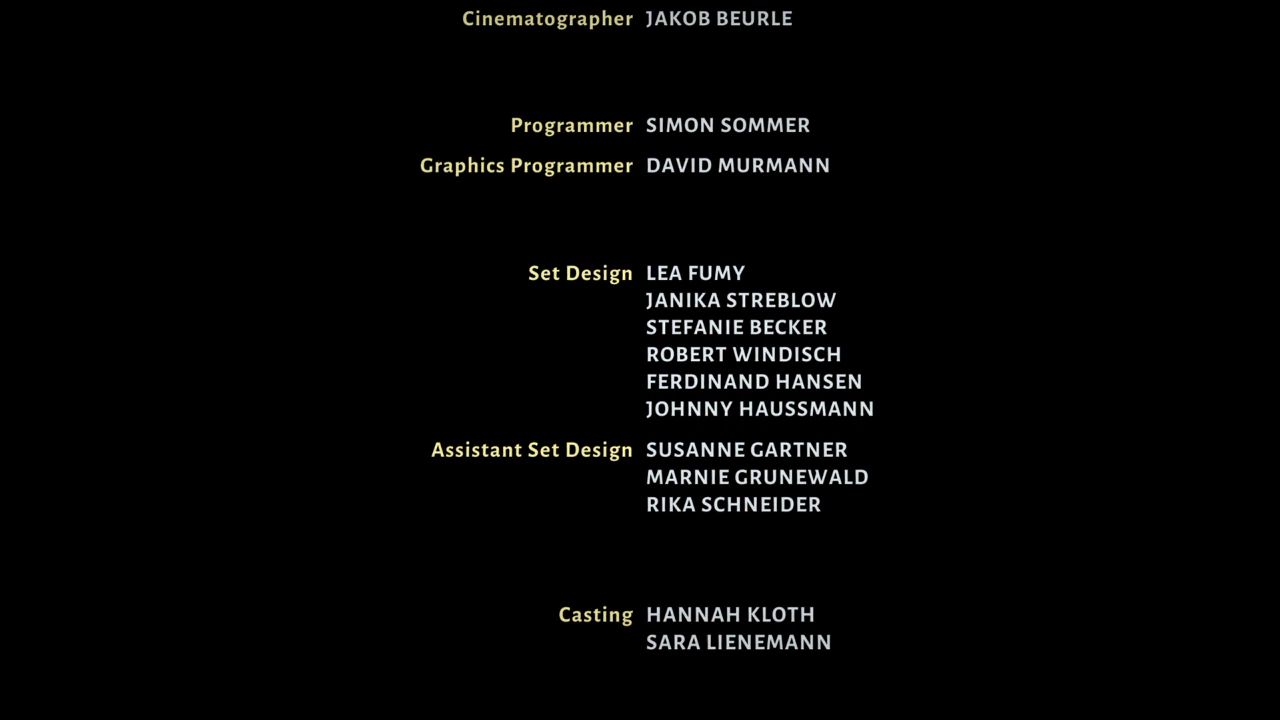 Cinematographer JAKOB BEURLE
Programmer SIMON SOMMER
Graphics Programmer DAVID MURMANN
Set Design LEA FUMY
JANIKA STREBLOW
STEFANIE BECKER
ROBERT WINDISCH
FERDINAND HANSEN
JOHNNY HAUSSMANN
Assistant Set Design SUSANNE GARTNER
MARNIE GRUNEWALD
RIKA SCHNEIDER
Casting HANNAH KLOTH
SARA LIENEMANN